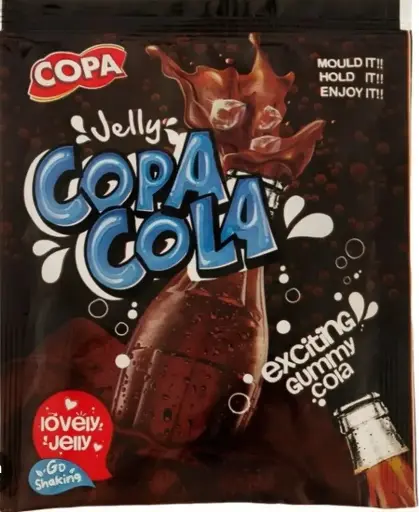 COPA
MOULD IT!!
HOLD IT!!
ENJOY IT!!
Jelly
COPA
COLA
exciting
Gummy
cola
lovely
Jelly
Go
Shaking